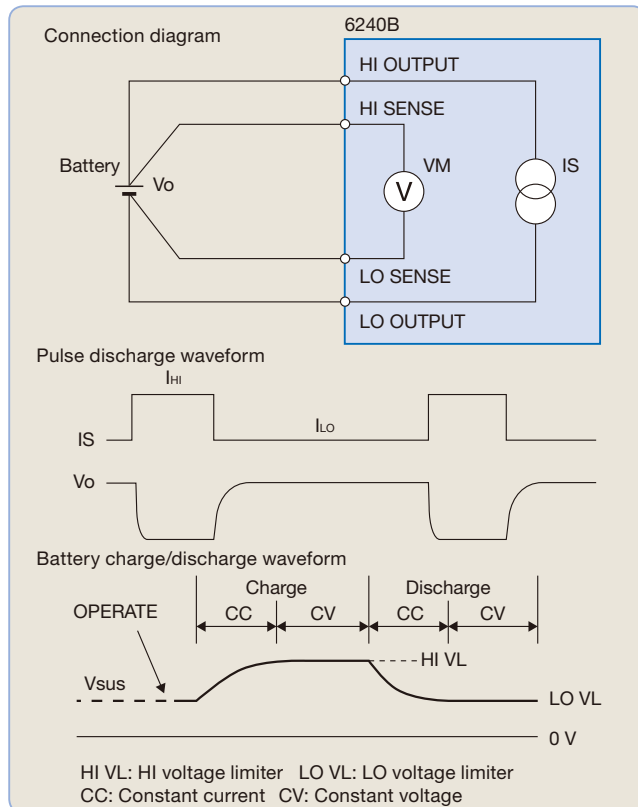 6240B
Connection diagram
HI OUTPUT
HI SENSE
Battery
Vo
VM
IS
V
LO SENSE
LO OUTPUT
Pulse discharge waveform
IHI
ILO
IS
Vo
Battery charge/discharge waveform
Charge
Discharge
OPERATE
CC
CV
CC
CV
HI VL
Vsus
LO VL
0 V
HI VL: HI voltage limiter LO VL: LO voltage limiter
CC: Constant current CV: Constant voltage